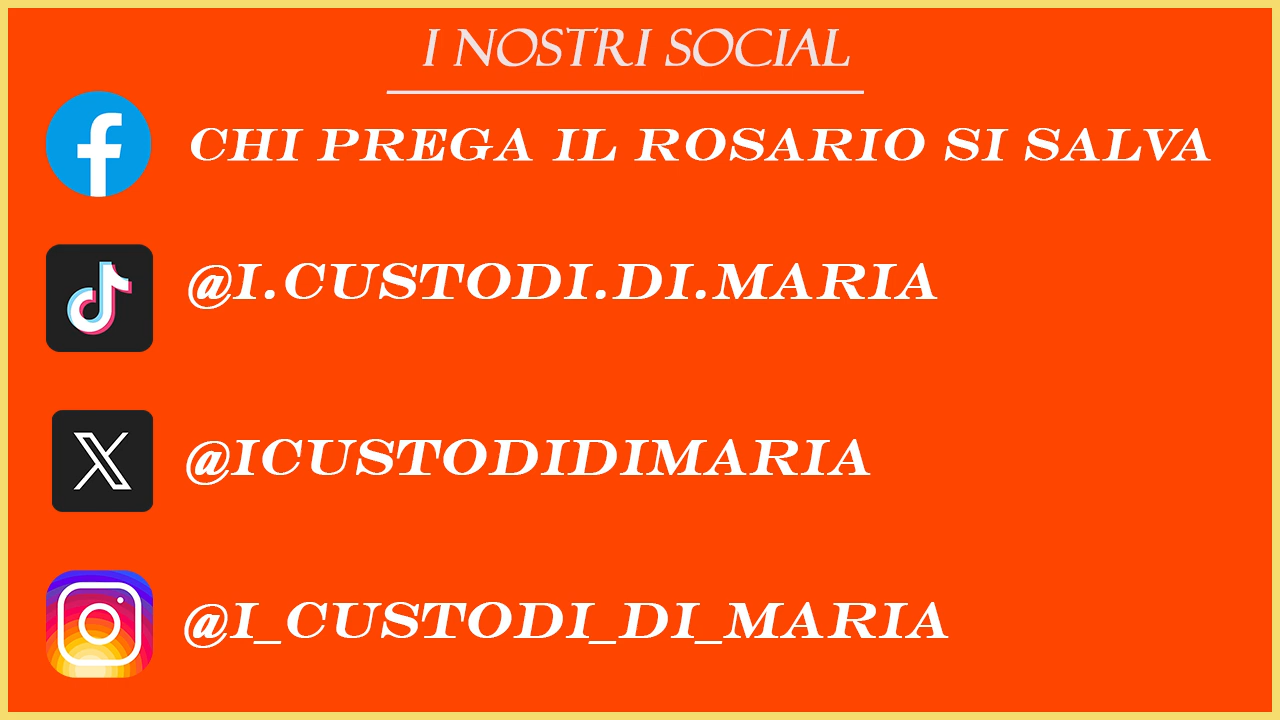 I NOSTRI SOCIAL
CHI PREGA IL ROSARIO SI SALVA
@I.CUSTODI.DI.MARIA
@ICUSTODIDIMARIA
@I_CUSTODI_DI_MARIA